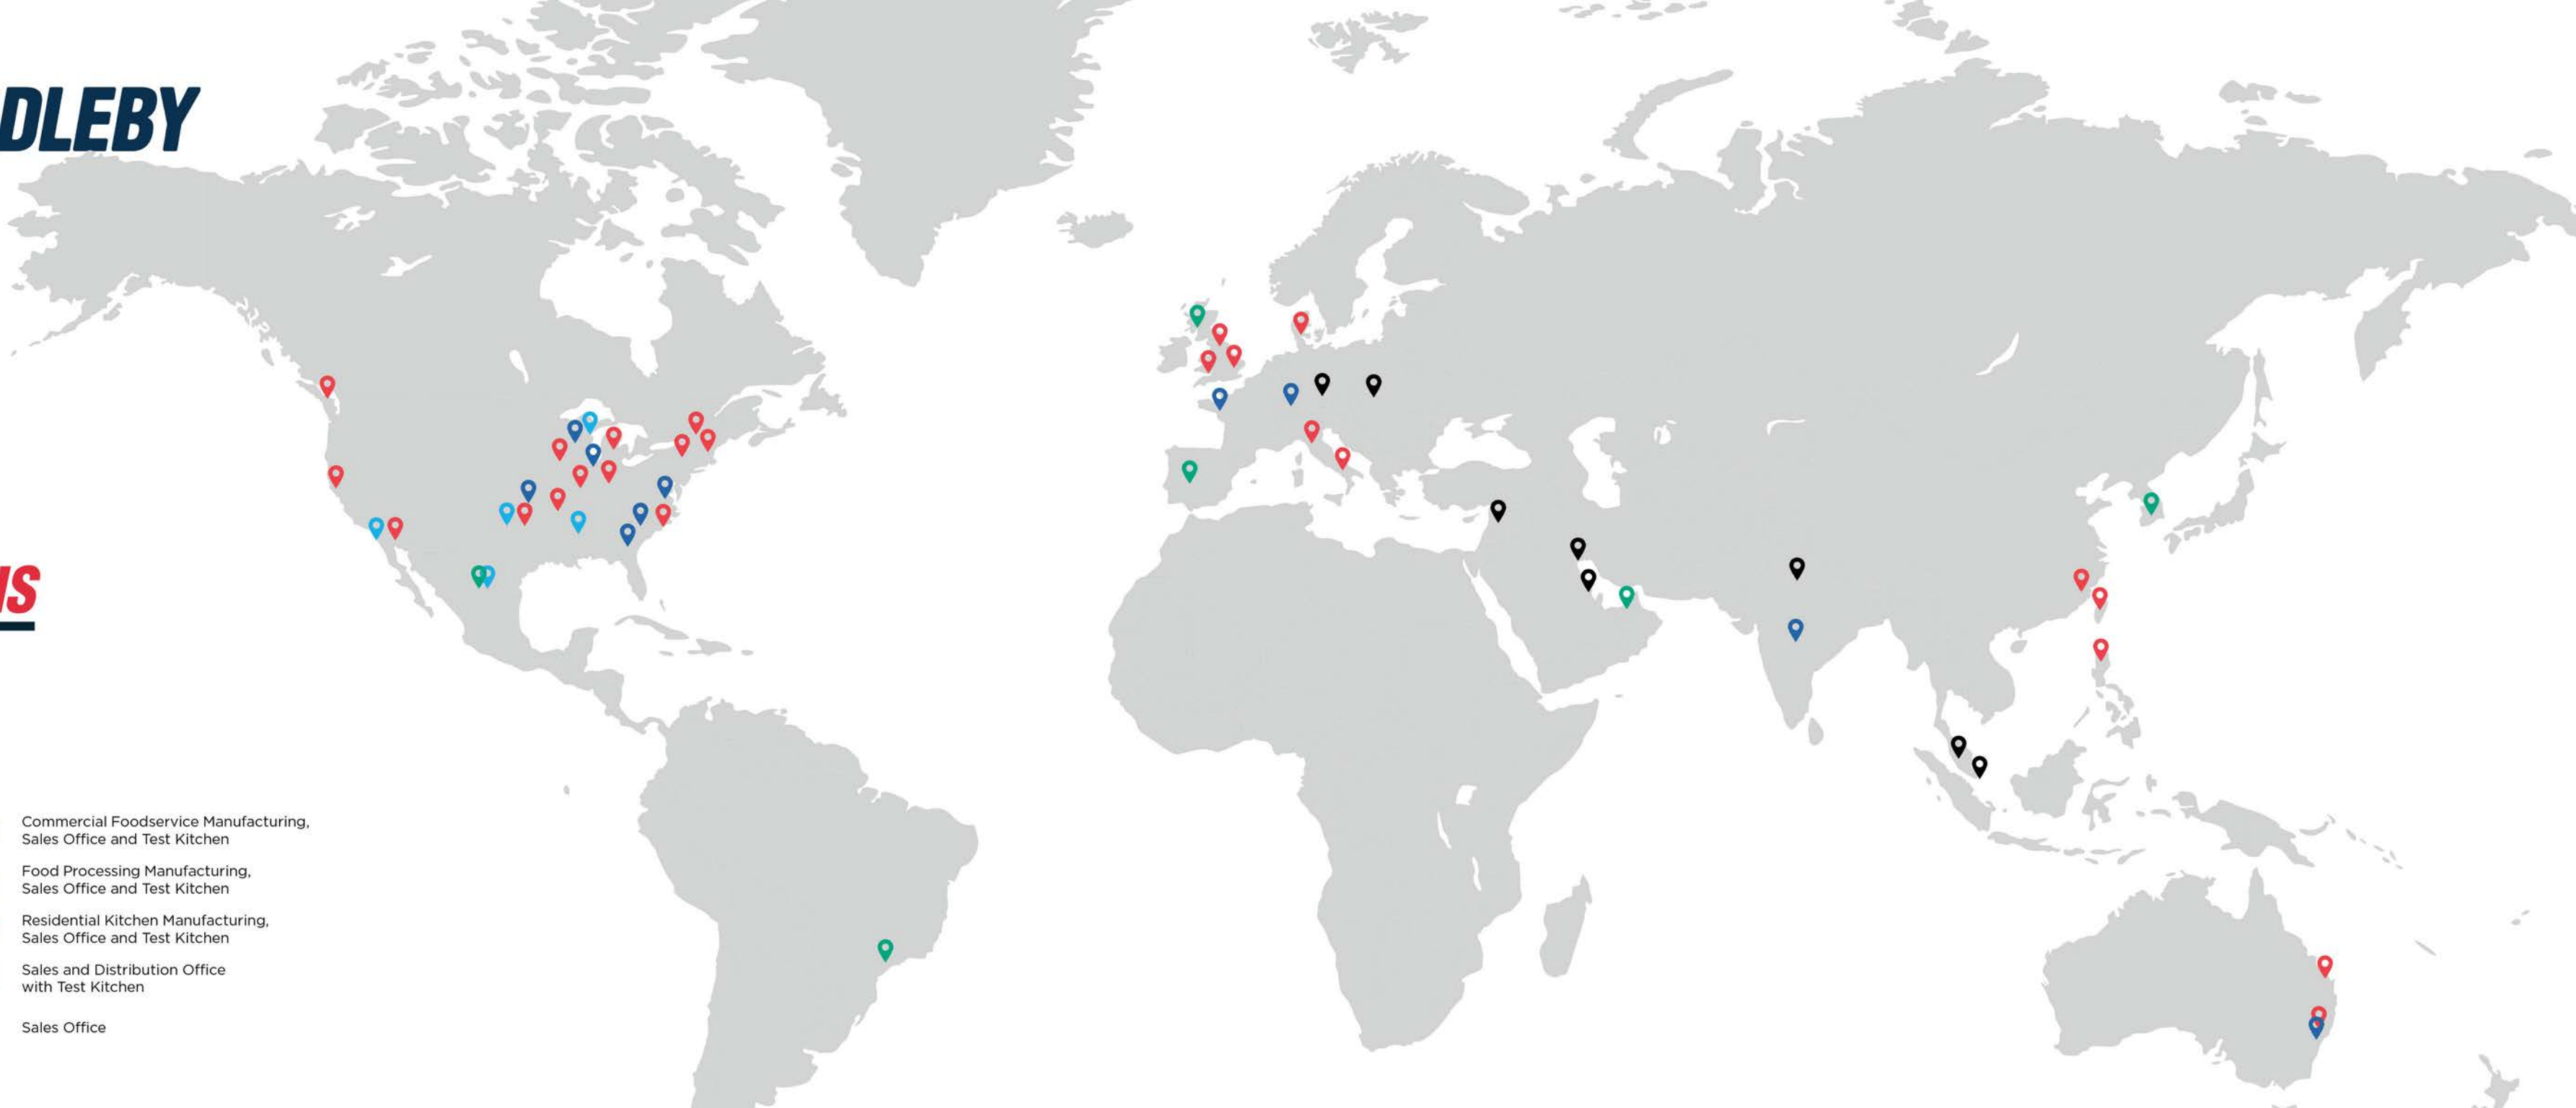 DLEBY
IS
Commercial Foodservice Manufacturing,
Sales Office and Test Kitchen
Food Processing Manufacturing,
Sales Office and Test Kitchen
Residential Kitchen Manufacturing,
Sales Office and Test Kitchen
Sales and Distribution Office
with Test Kitchen
Sales Office